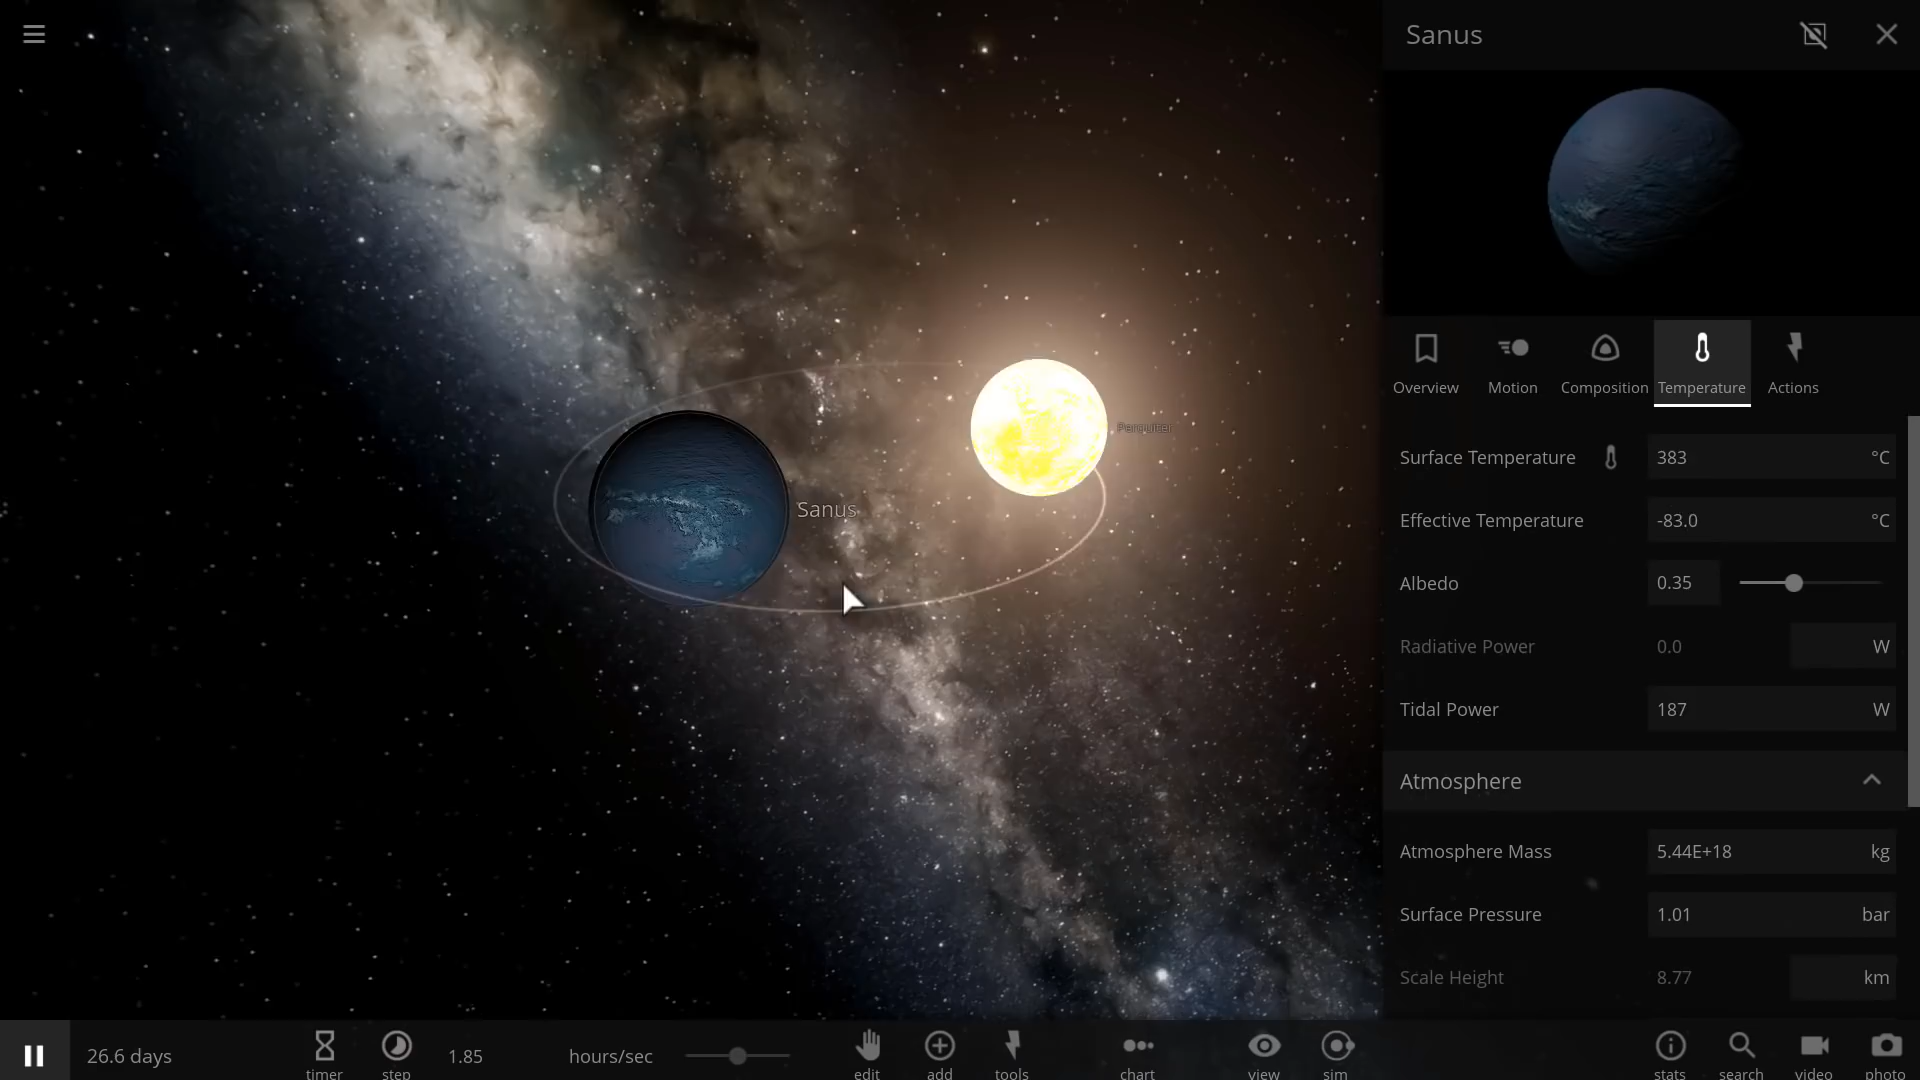 Sanus
Overview
Motion
Composition
Temperature
Actions
Surface Temperature 383 °C
Effective Temperature -83.0 °C
Albedo 0.35
Radiative Power 0.0 W
Tidal Power 187 W
Atmosphere
Atmosphere Mass 5.44E+18 kg
Surface Pressure 1.01 bar
Scale Height 8.77 km
Sanus
26.6 days
timer
step
1.85 hours/sec
edit
add
tools
chart
view
sim
stats
search
video
photo